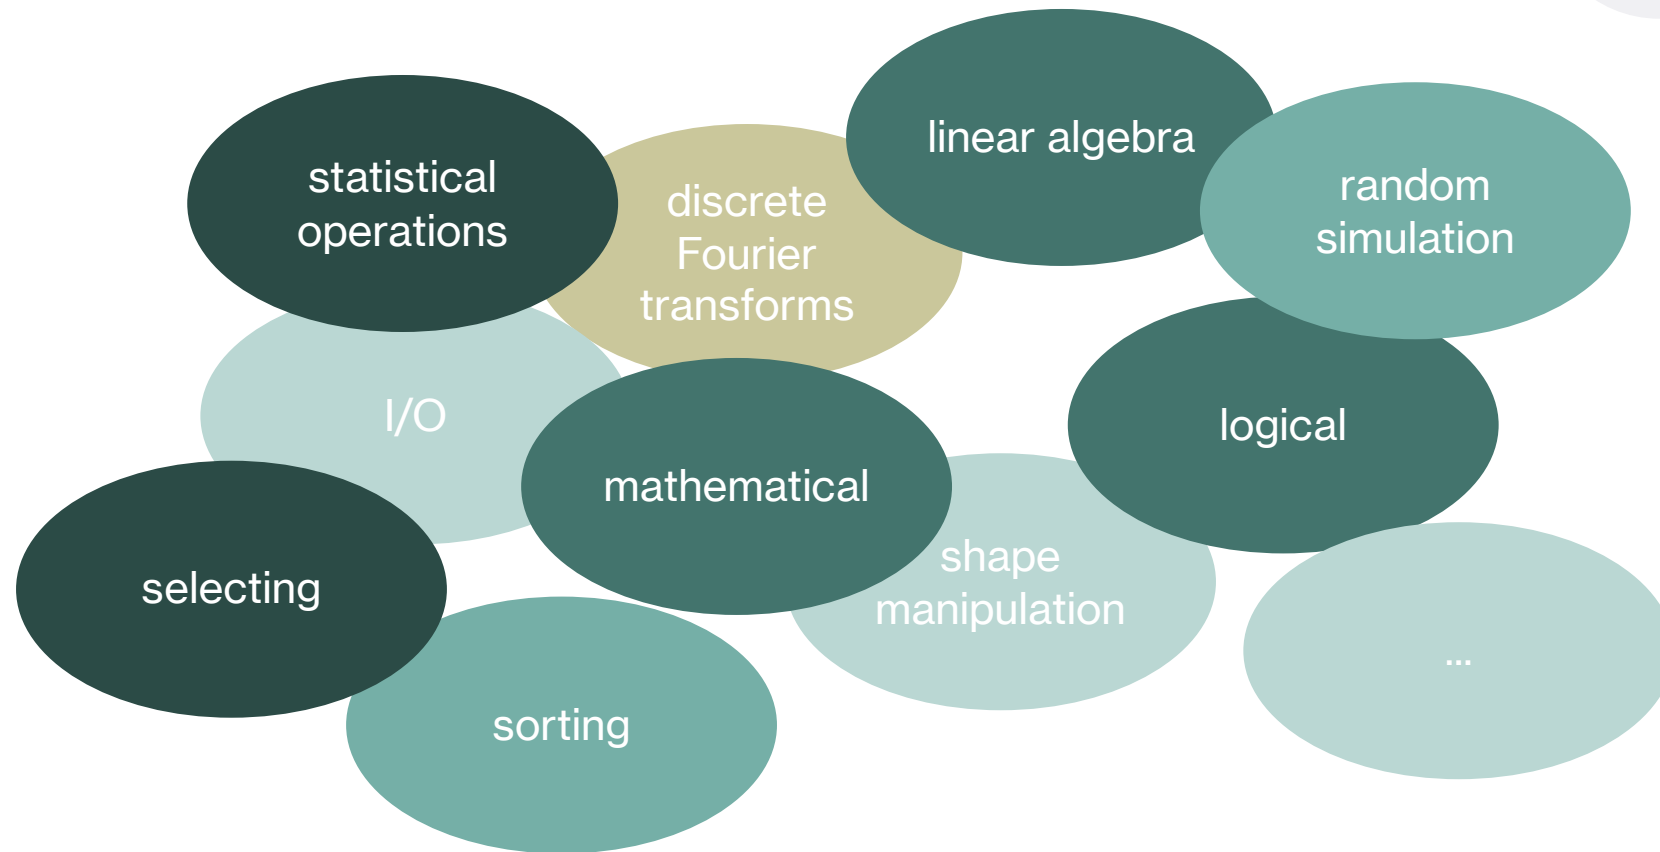 statistical
operations
discrete
Fourier
transforms
linear algebra
random
simulation
I/O
mathematical
logical
selecting
shape
manipulation
sorting
...